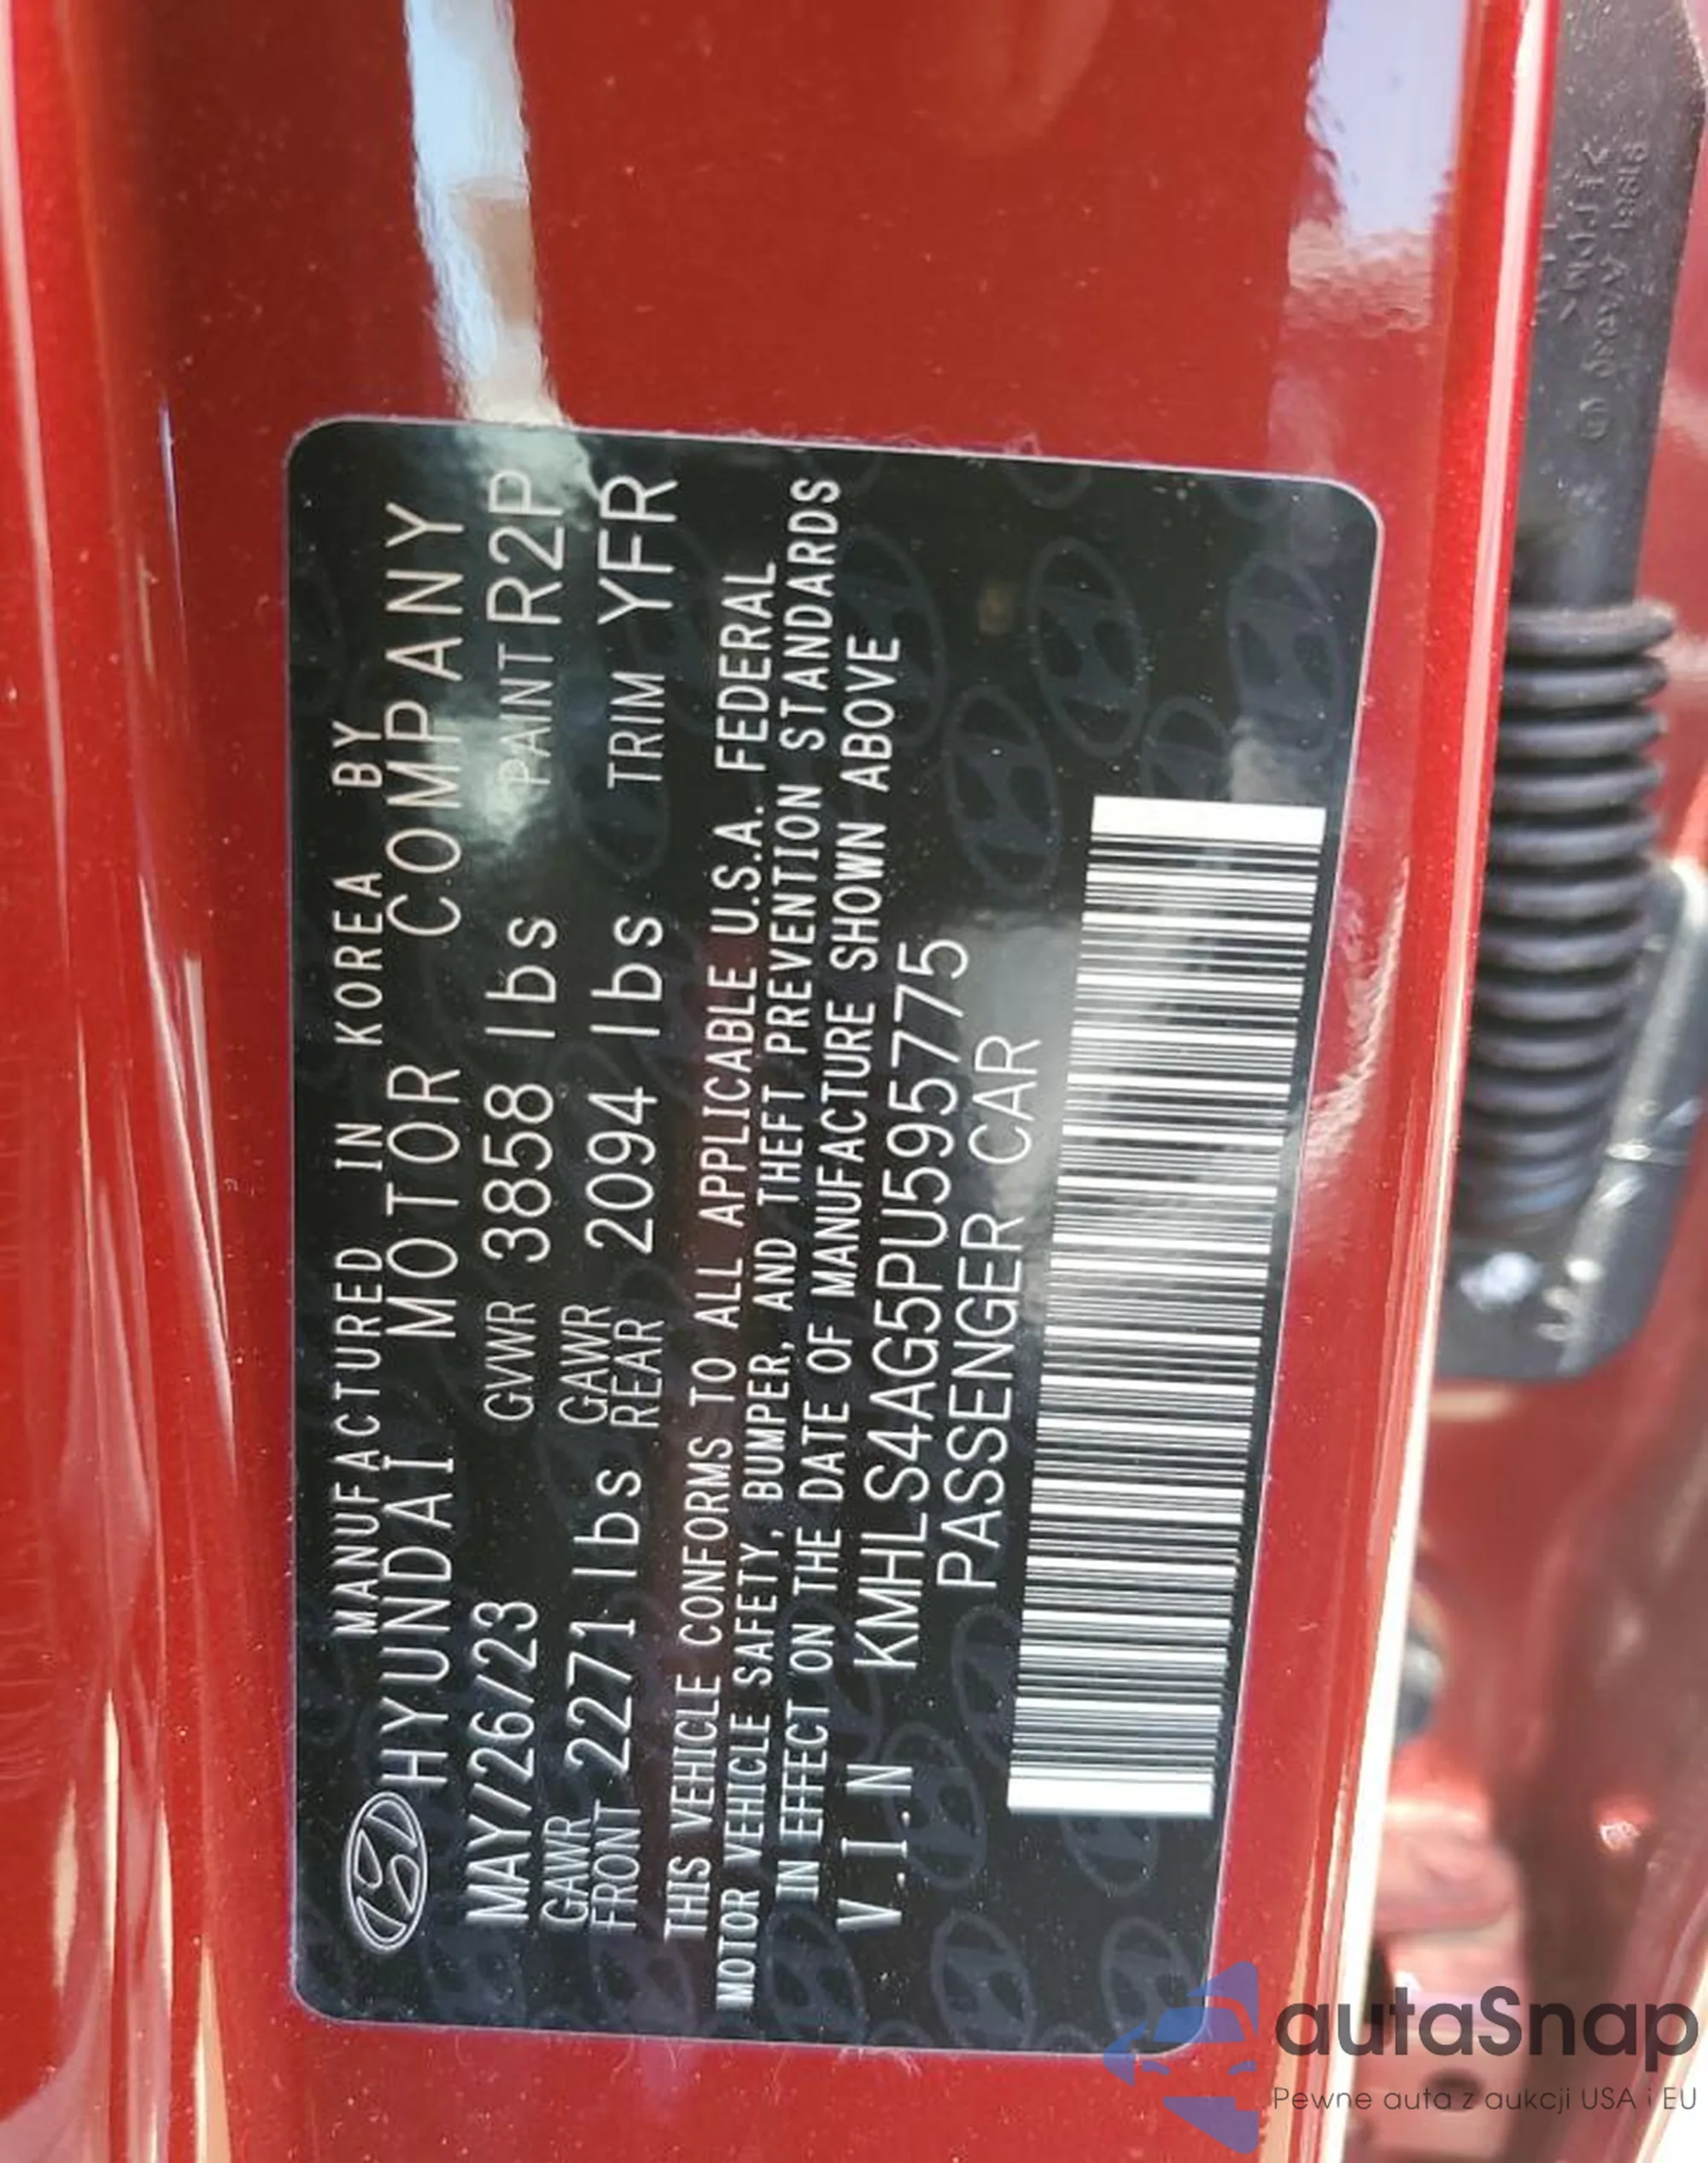 MANUFACTURED IN KOREA BY
HYUNDAI MOTOR COMPANY
MAY/26/23 GVWR 3858 lbs PAINT R2P
GAWR FRONT 2271 lbs GAWR REAR 2094 lbs TRIM YFR
THIS VEHICLE CONFORMS TO ALL APPLICABLE U.S.A. FEDERAL
MOTOR VEHICLE SAFETY, BUMPER, AND THEFT PREVENTION STANDARDS
IN EFFECT ON THE DATE OF MANUFACTURE SHOWN ABOVE
V.I.N KMHLS4AG5PU595775
PASSENGER CAR
autaSnap
Pewne auta z aukcji USA i EU